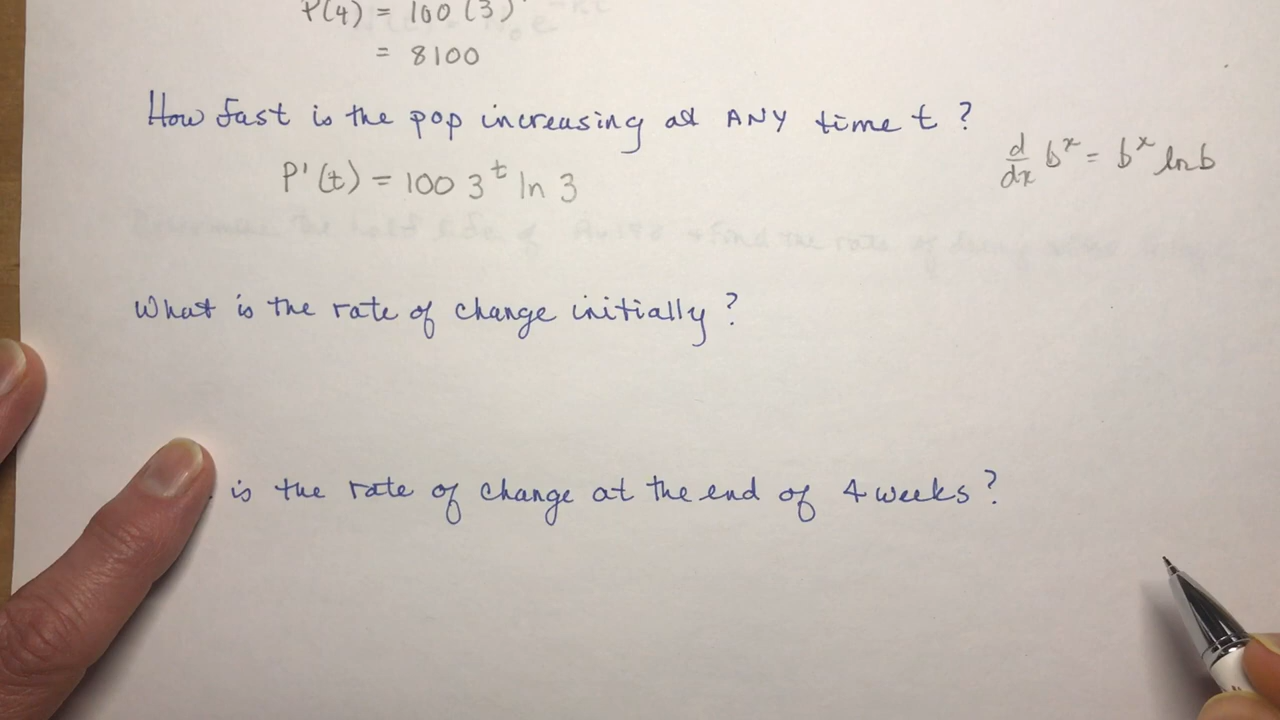 P(4) = 100 (3)
= 8100
How fast is the pop increasing at ANY time t ?
d/dx b^x = b^x ln b
P'(t) = 100 3^t ln 3
What is the rate of change initially ?
is the rate of change at the end of 4 weeks ?